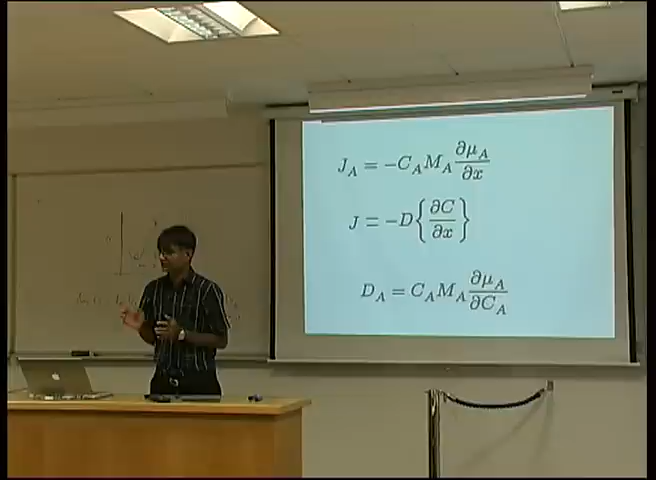 J_A = -C_A M_A ∂μ_A/∂x
J = -D{∂C/∂x}
D_A = C_A M_A ∂μ_A/∂C_A